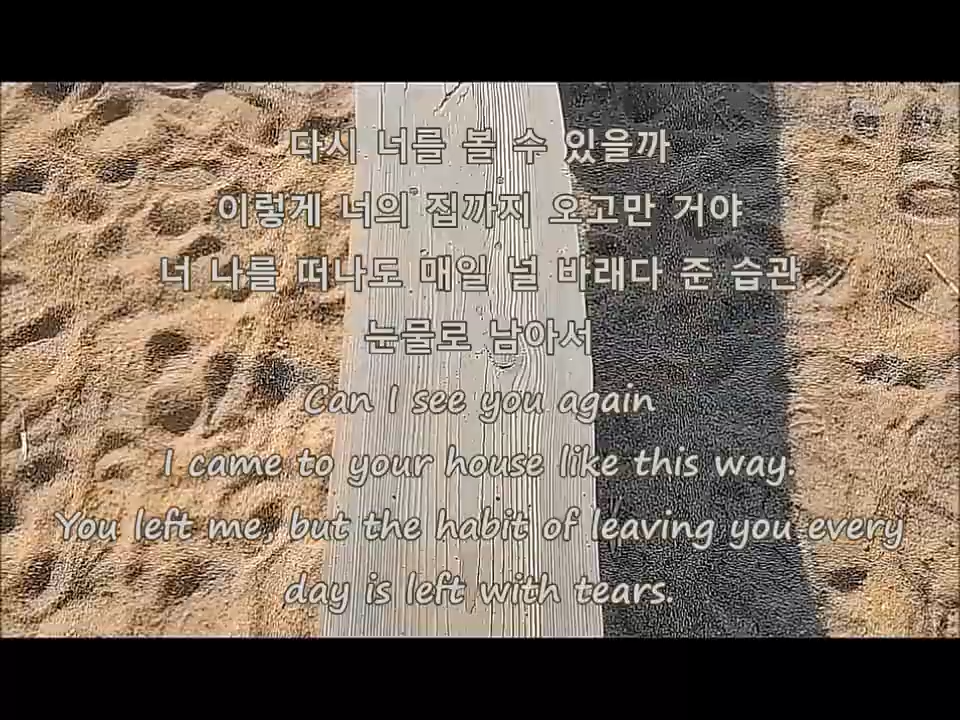 다시 너를 볼 수 있을까
이렇게 너의 집까지 오고만 거야
너 나를 떠나도 매일 널 바래다 준 습관
눈물로 남아서
Can I see you again
I came to your house like this way.
You left me, but the habit of leaving you every
day is left with tears.